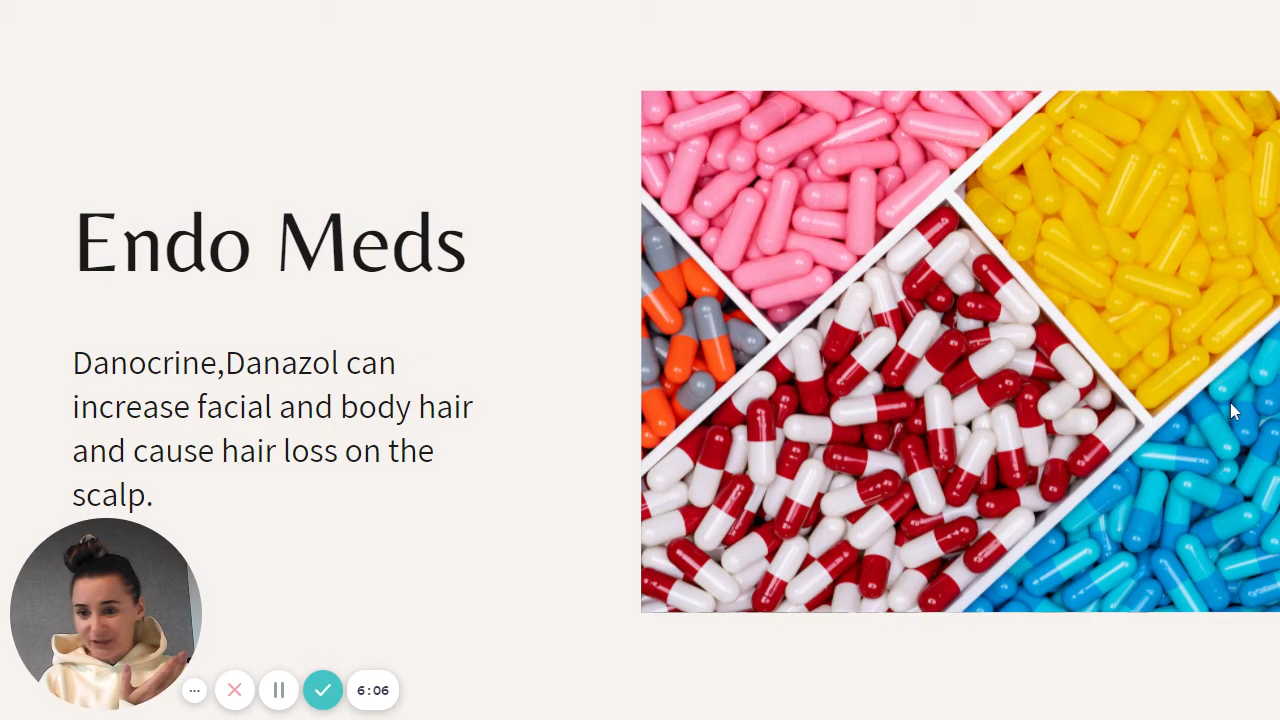 Endo Meds
Danocrine,Danazol can
increase facial and body hair
and cause hair loss on the
scalp.
6:06